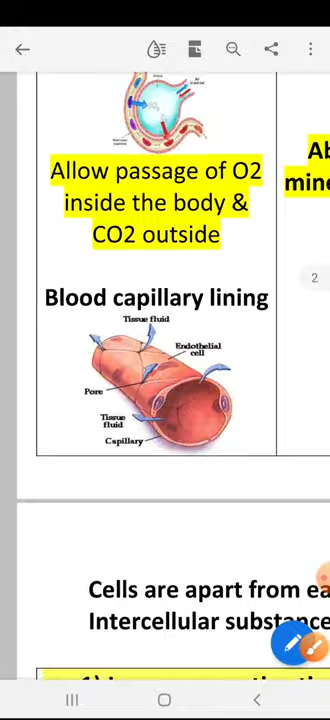 Allow passage of O2
inside the body &
CO2 outside
Blood capillary lining
Tissue fluid
Endothelial
cell
Pore
Tissue
fluid
Capillary
Ab
mine
2
Cells are apart from ea
Intercellular substance